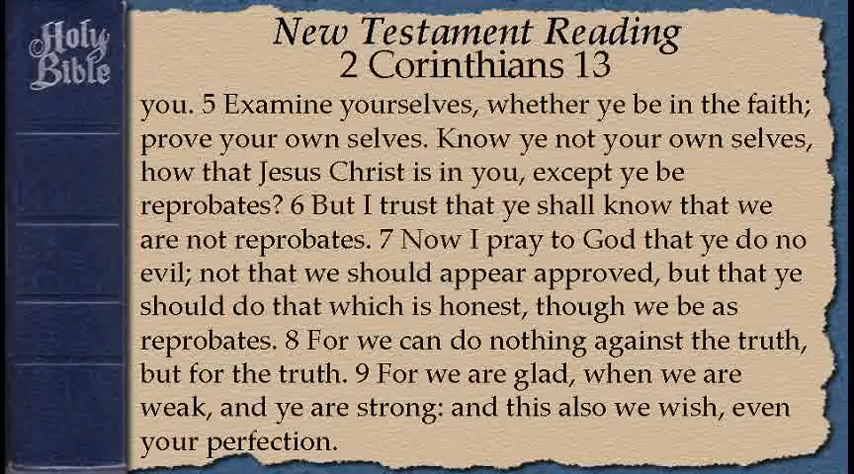 Holy
Bible
New Testament Reading
2 Corinthians 13
you. 5 Examine yourselves, whether ye be in the faith;
prove your own selves. Know ye not your own selves,
how that Jesus Christ is in you, except ye be
reprobates? 6 But I trust that ye shall know that we
are not reprobates. 7 Now I pray to God that ye do no
evil; not that we should appear approved, but that ye
should do that which is honest, though we be as
reprobates. 8 For we can do nothing against the truth,
but for the truth. 9 For we are glad, when we are
weak, and ye are strong: and this also we wish, even
your perfection.